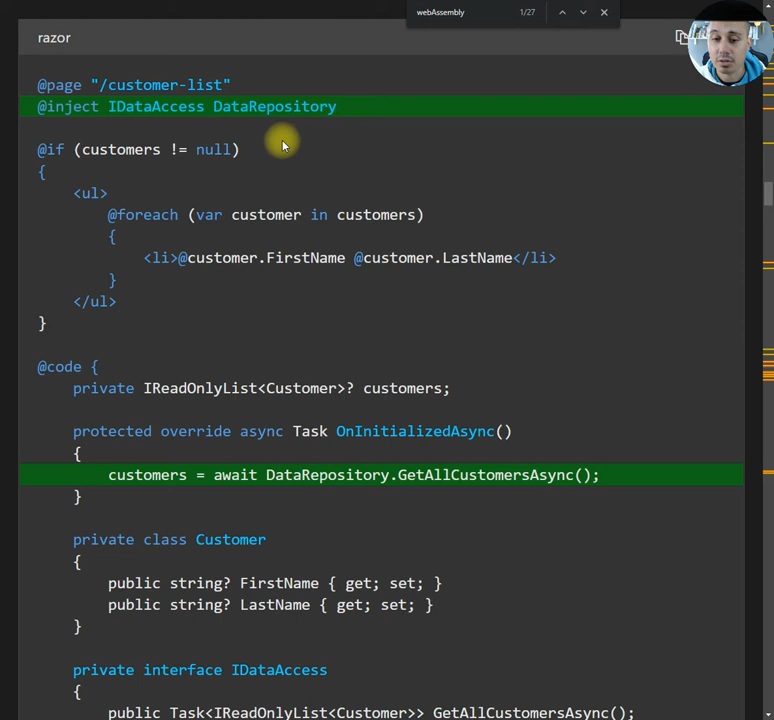 webAssembly 1/27
razor
@page "/customer-list"
@inject IDataAccess DataRepository
@if (customers != null)
{
<ul>
@foreach (var customer in customers)
{
<li>@customer.FirstName @customer.LastName</li>
}
</ul>
}
@code {
private IReadOnlyList<Customer>? customers;
protected override async Task OnInitializedAsync()
{
customers = await DataRepository.GetAllCustomersAsync();
}
private class Customer
{
public string? FirstName { get; set; }
public string? LastName { get; set; }
}
private interface IDataAccess
{
public Task<IReadOnlyList<Customer>> GetAllCustomersAsync();